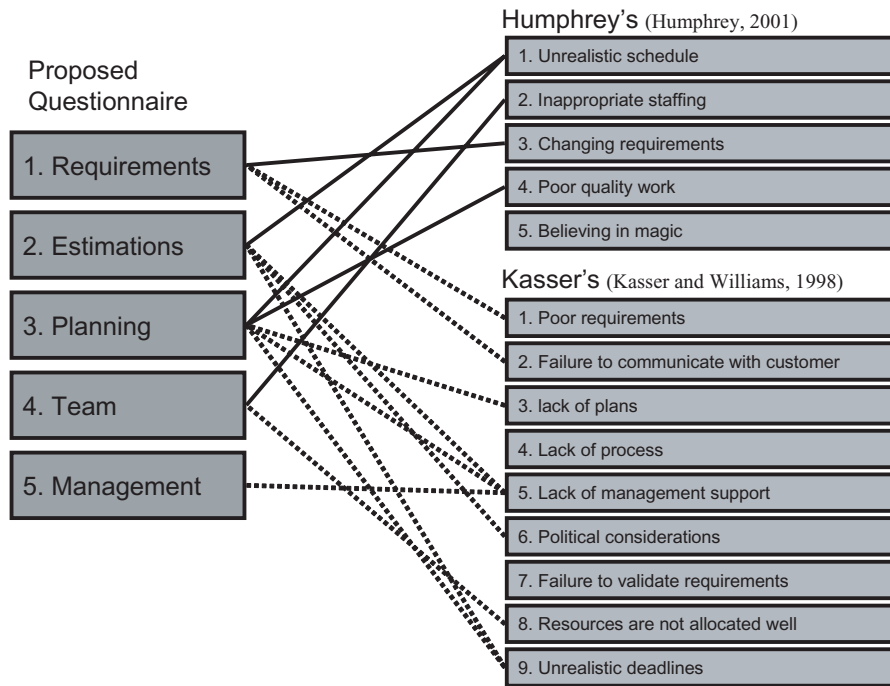 Proposed
Questionnaire
1. Requirements
2. Estimations
3. Planning
4. Team
5. Management
Humphrey's (Humphrey, 2001)
1. Unrealistic schedule
2. Inappropriate staffing
3. Changing requirements
4. Poor quality work
5. Believing in magic
Kasser's (Kasser and Williams, 1998)
1. Poor requirements
2. Failure to communicate with customer
3. lack of plans
4. Lack of process
5. Lack of management support
6. Political considerations
7. Failure to validate requirements
8. Resources are not allocated well
9. Unrealistic deadlines